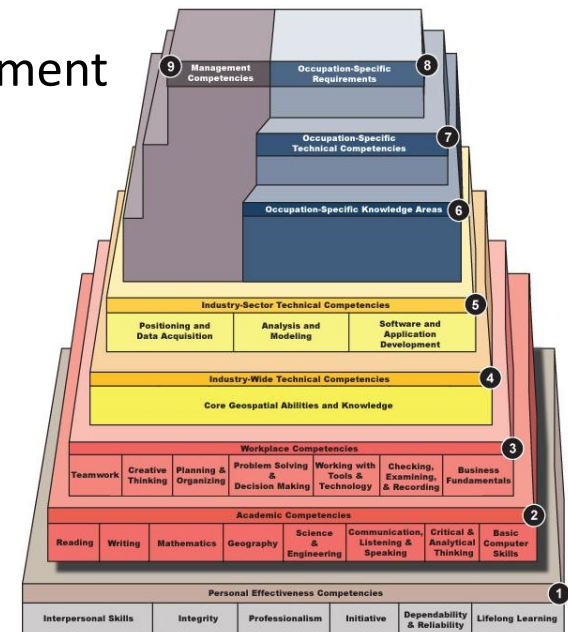 ment
9
Management
Competencies
Occupation-Specific
Requirements
8
Occupation-Specific
Technical Competencies
7
Occupation-Specific Knowledge Areas
6
Industry-Sector Technical Competencies
5
Positioning and
Data Acquisition
Analysis and
Modeling
Software and
Application
Development
Industry-Wide Technical Competencies
4
Core Geospatial Abilities and Knowledge
Workplace Competencies
3
Teamwork
Creative
Thinking
Planning &
Organizing
Problem Solving
&
Decision Making
Working with
Tools &
Technology
Checking,
Examining,
& Recording
Business
Fundamentals
Academic Competencies
2
Reading
Writing
Mathematics
Geography
Science
&
Engineering
Communication,
Listening &
Speaking
Critical &
Analytical
Thinking
Basic
Computer
Skills
Personal Effectiveness Competencies
1
Interpersonal Skills
Integrity
Professionalism
Initiative
Dependability
& Reliability
Lifelong Learning